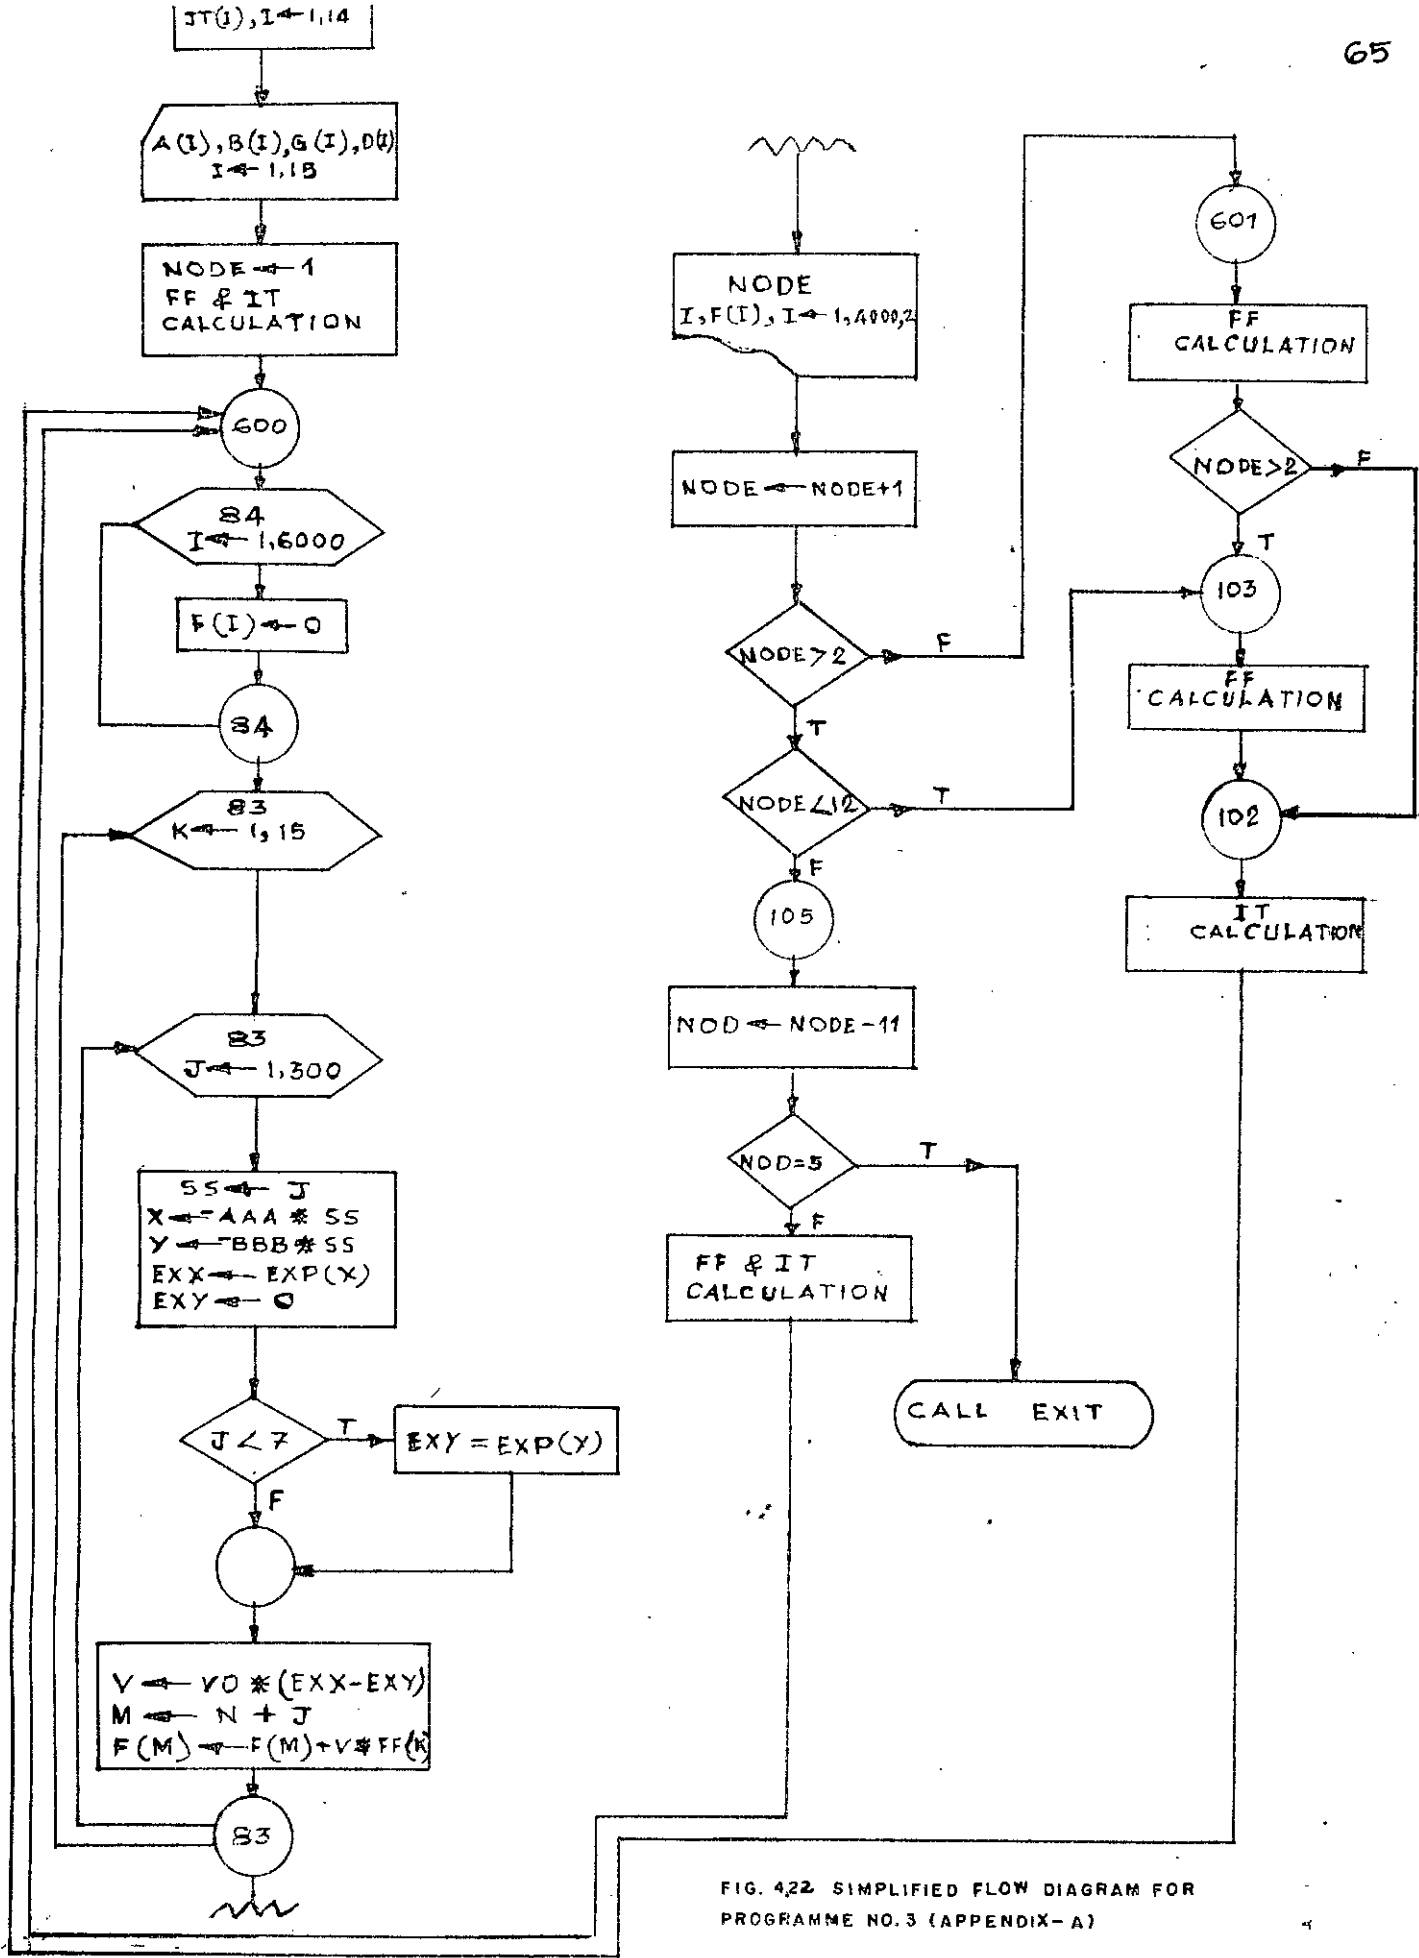 65
JT(I), I ← 1,14
A(I), B(I), G(I), D(I)
I ← 1,15
NODE ← 1
FF & IT
CALCULATION
600
84
I ← 1,6000
F(I) ← 0
84
83
K ← 1,15
83
J ← 1,300
SS ← J
X ← -AAA * SS
Y ← -BBB * SS
EXX ← EXP(X)
EXY ← 0
J < 7
T
EXY = EXP(Y)
F
V ← VO * (EXX-EXY)
M ← N + J
F(M) ← F(M) + V * FF(K)
83
NODE
I, F(I), I ← 1,4000,2
NODE ← NODE+1
NODE > 2
F
T
NODE < 12
T
F
105
NOD ← NODE-11
NOD=5
T
F
FF & IT
CALCULATION
CALL EXIT
601
FF
CALCULATION
NODE>2
F
T
103
FF
CALCULATION
102
IT
CALCULATION
FIG. 4.22 SIMPLIFIED FLOW DIAGRAM FOR
PROGRAMME NO. 3 (APPENDIX-A)